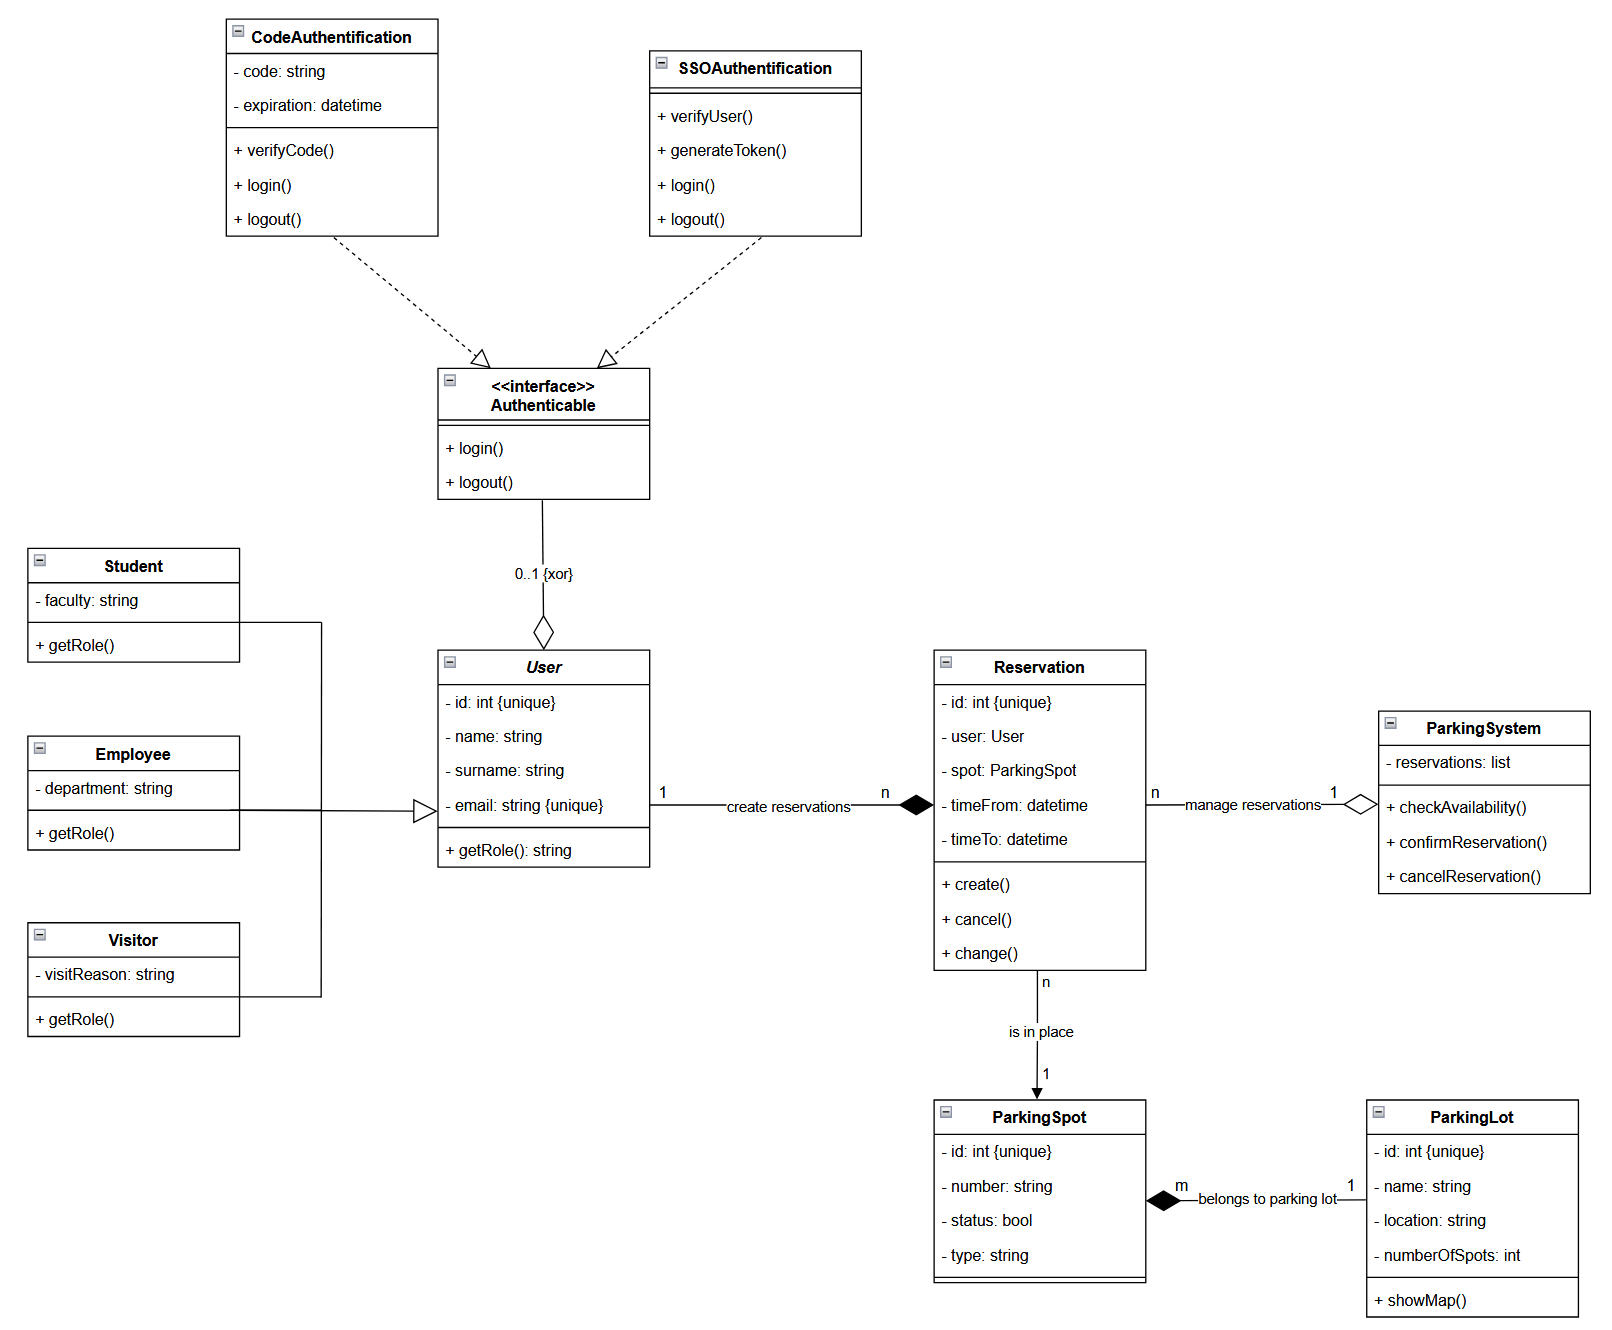 CodeAuthentification
- code: string
- expiration: datetime
+ verifyCode()
+ login()
+ logout()
SSOAuthentification
+ verifyUser()
+ generateToken()
+ login()
+ logout()
<<interface>>
Authenticable
+ login()
+ logout()
0..1 {xor}
Student
- faculty: string
+ getRole()
Employee
- department: string
+ getRole()
Visitor
- visitReason: string
+ getRole()
User
- id: int {unique}
- name: string
- surname: string
- email: string {unique}
+ getRole(): string
1
create reservations
n
Reservation
- id: int {unique}
- user: User
- spot: ParkingSpot
- timeFrom: datetime
- timeTo: datetime
+ create()
+ cancel()
+ change()
n
manage reservations
1
ParkingSystem
- reservations: list
+ checkAvailability()
+ confirmReservation()
+ cancelReservation()
n
is in place
1
ParkingSpot
- id: int {unique}
- number: string
- status: bool
- type: string
m
belongs to parking lot
1
ParkingLot
- id: int {unique}
- name: string
- location: string
- numberOfSpots: int
+ showMap()